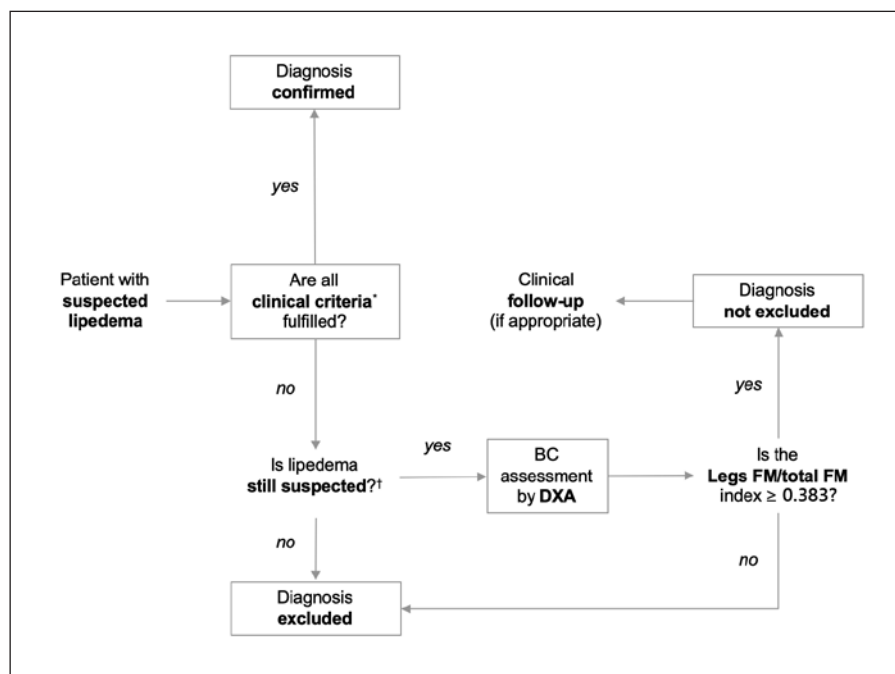 Diagnosis
confirmed
yes
Patient with
suspected
lipedema
Are all
clinical criteria*
fulfilled?
Clinical
follow-up
(if appropriate)
Diagnosis
not excluded
no
yes
Is lipedema
still suspected?†
yes
BC
assessment
by DXA
Is the
Legs FM/total FM
index ≥ 0.383?
no
no
Diagnosis
excluded